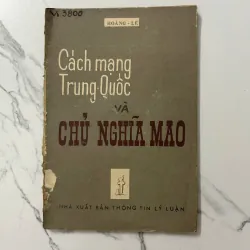 HOÀNG - LÊ
Cách mạng
Trung-Quốc
VÀ
CHỦ NGHĨA MAO
NHÀ XUẤT BẢN THÔNG TIN LÝ LUẬN